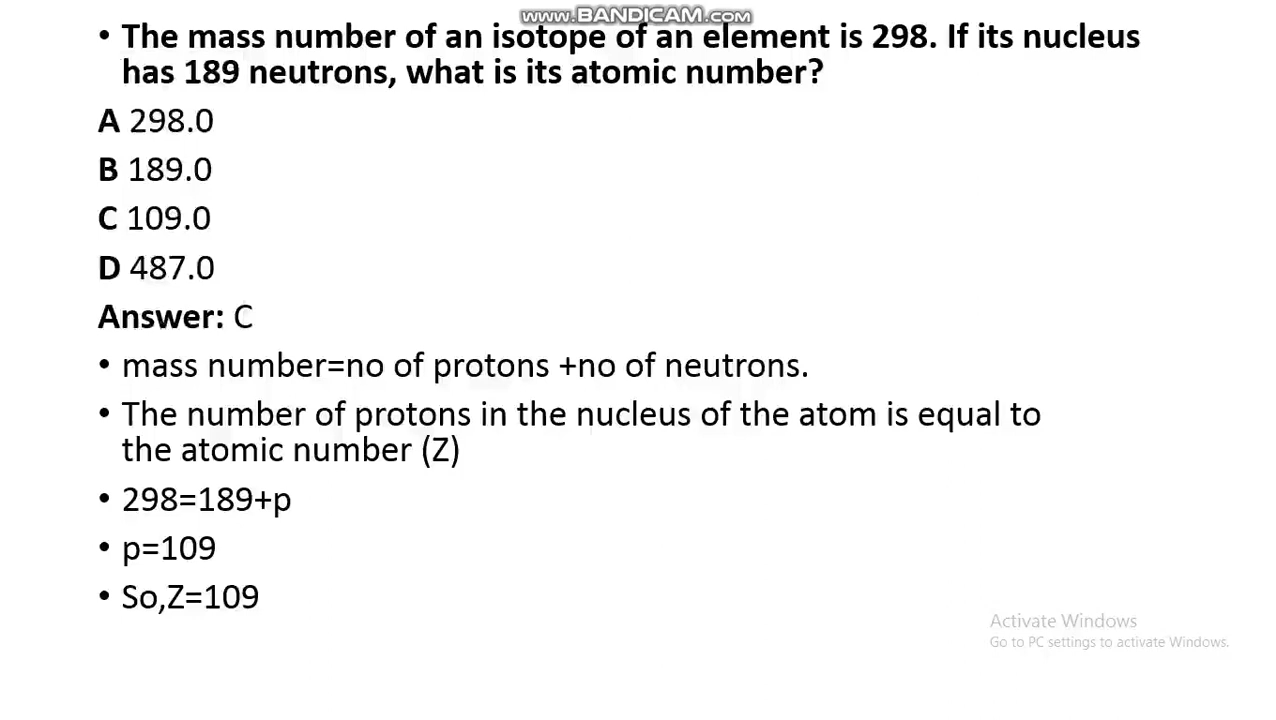 www.BANDICAM.com
• The mass number of an isotope of an element is 298. If its nucleus
has 189 neutrons, what is its atomic number?
A 298.0
B 189.0
C 109.0
D 487.0
Answer: C
• mass number=no of protons +no of neutrons.
• The number of protons in the nucleus of the atom is equal to
the atomic number (Z)
• 298=189+p
• p=109
• So,Z=109
Activate Windows
Go to PC settings to activate Windows.